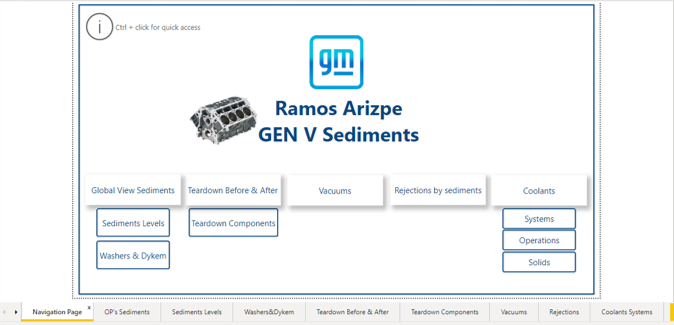 i Ctrl + click for quick access
gm
Ramos Arizpe
GEN V Sediments
Global View Sediments
Teardown Before & After
Vacuums
Rejections by sediments
Coolants
Sediments Levels
Teardown Components
Systems
Operations
Washers & Dykem
Solids
Navigation Page x
OP's Sediments
Sediments Levels
Washers&Dykem
Teardown Before & After
Teardown Components
Vacuums
Rejections
Coolants Systems